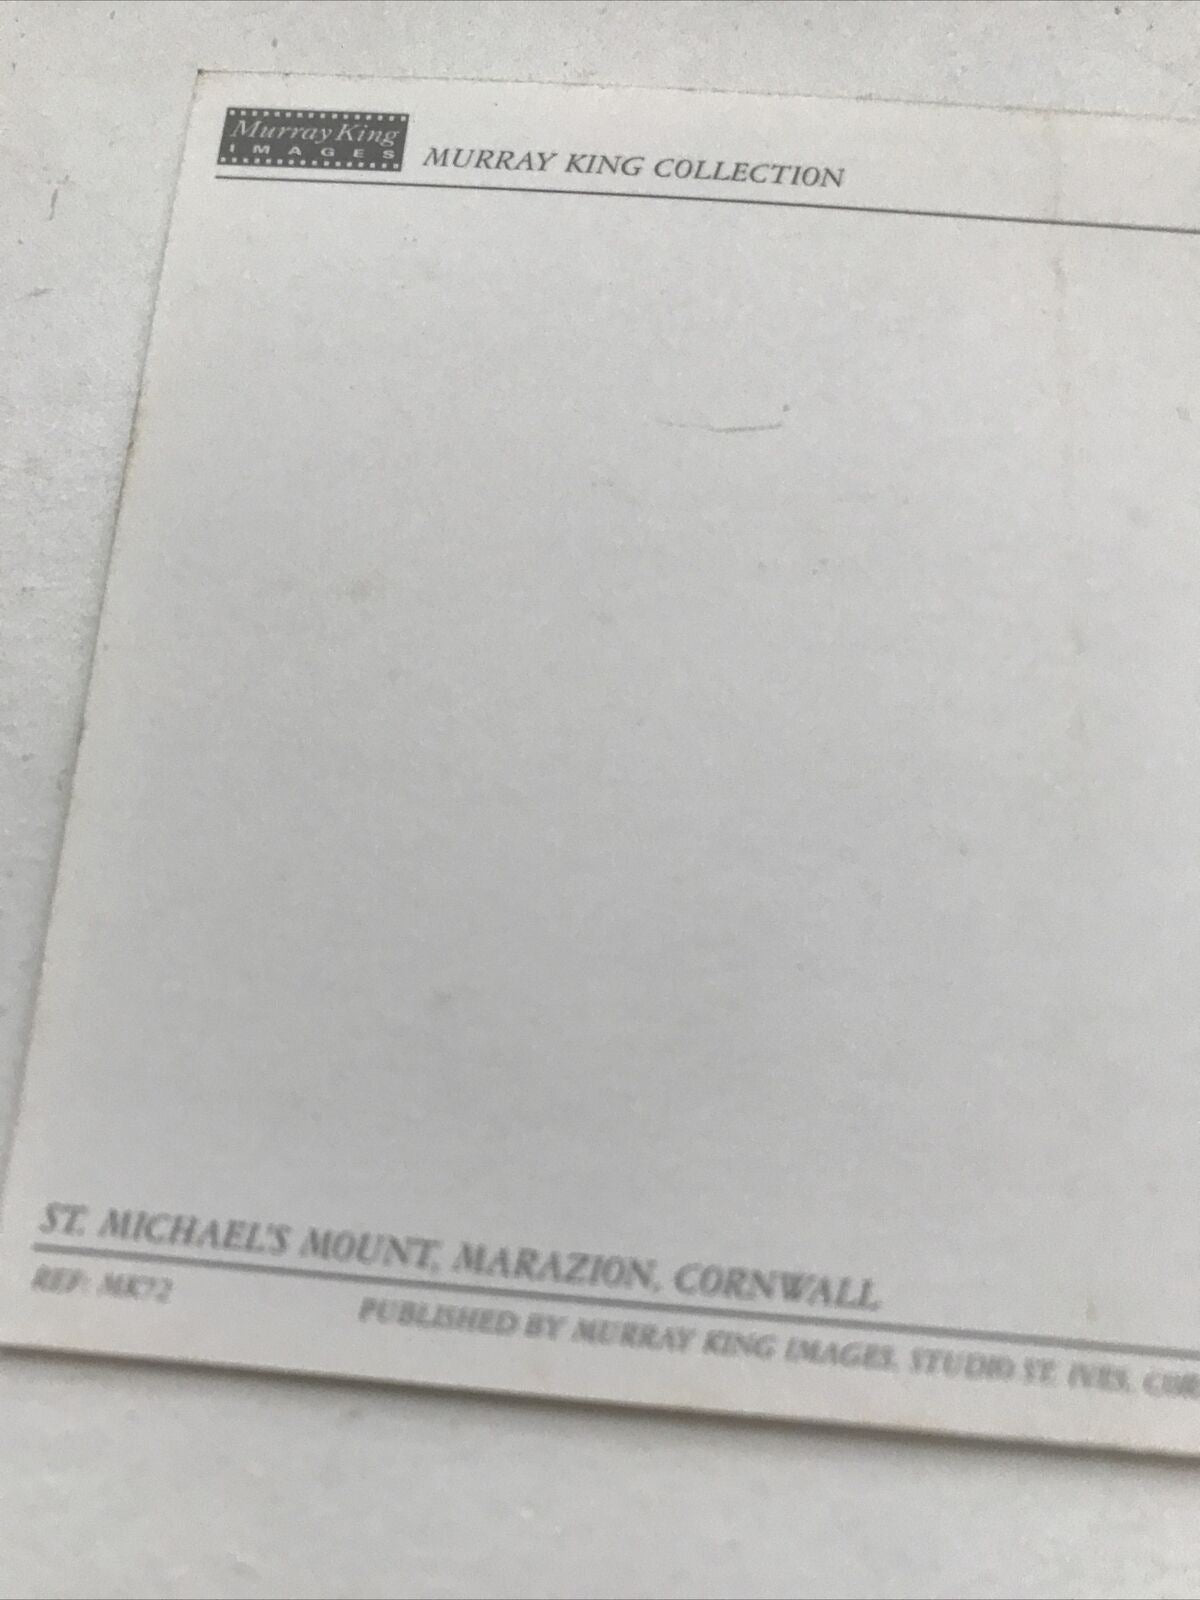 Murray King
IMAGES
MURRAY KING COLLECTION
ST. MICHAEL'S MOUNT, MARAZION, CORNWALL
REF: MK72
PUBLISHED BY MURRAY KING IMAGES, STUDIO ST. IVES, COR